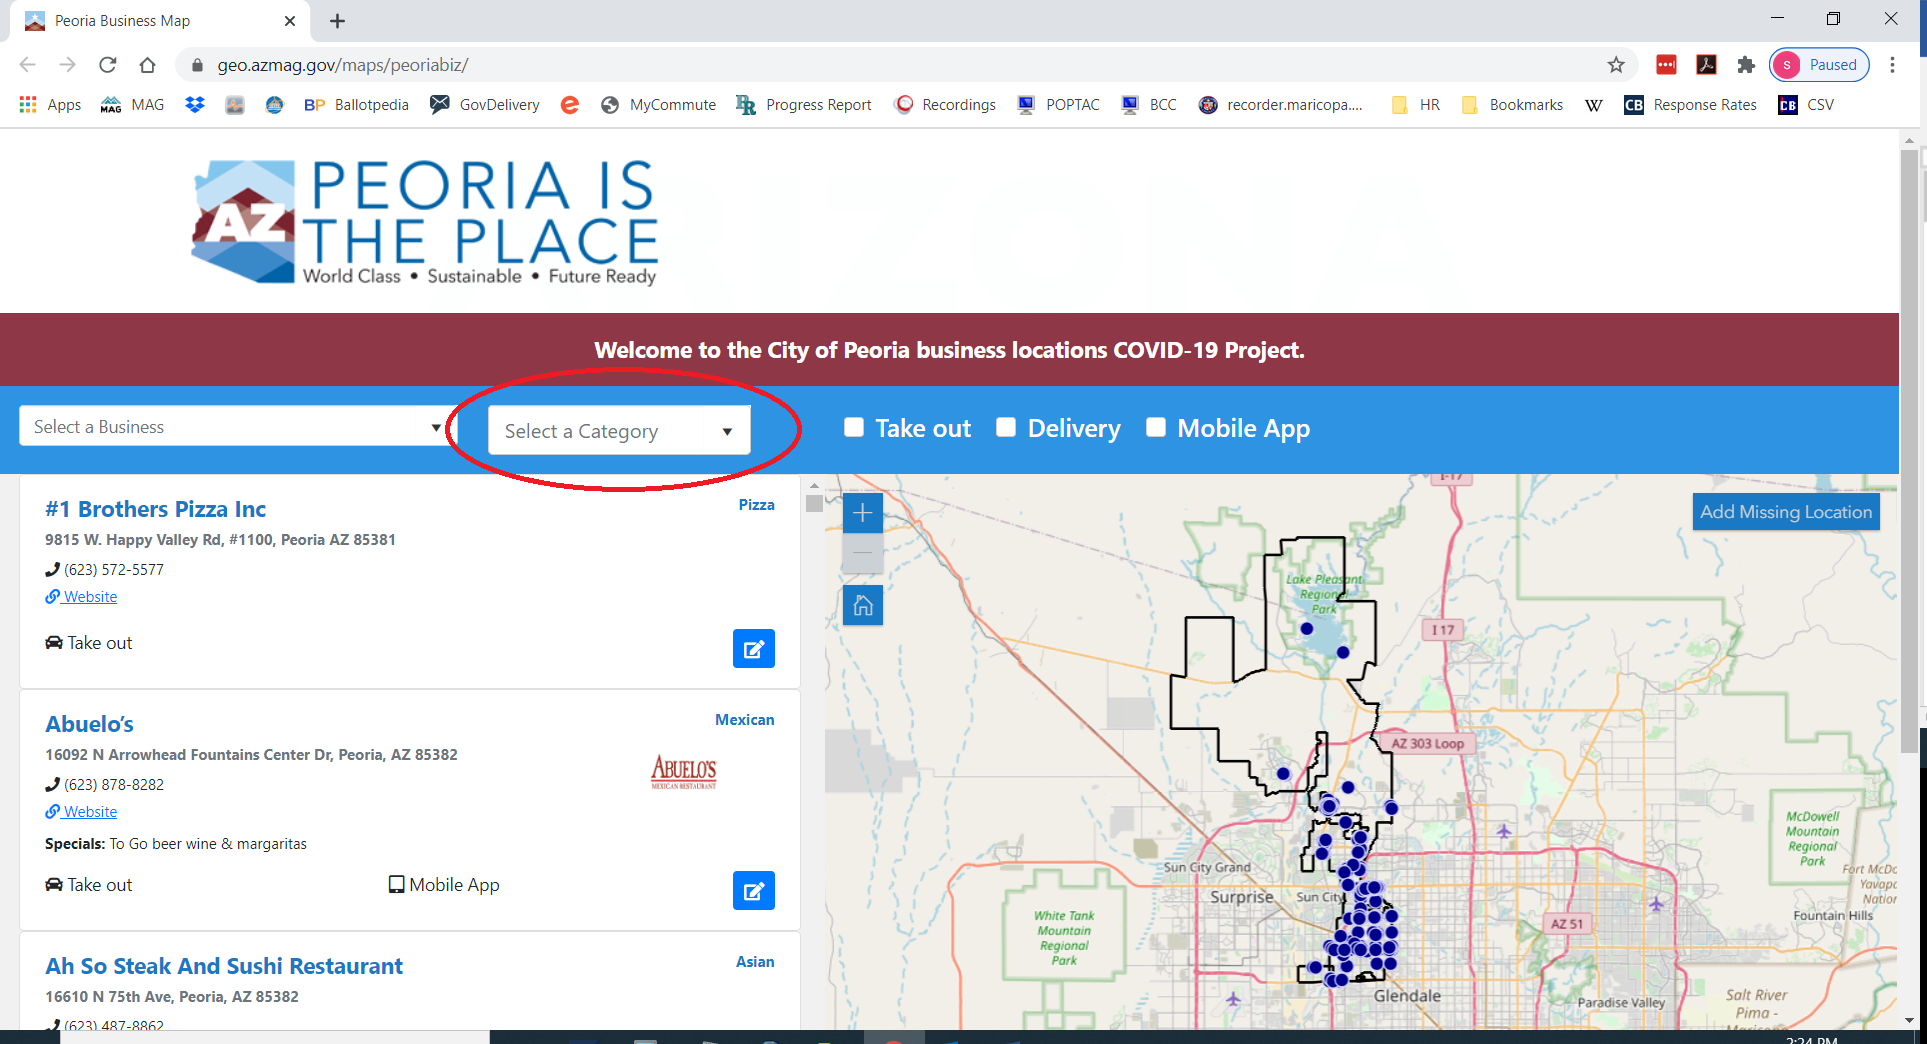 Peoria Business Map
geo.azmag.gov/maps/peoriabiz/
S Paused
Apps MAG MAG BP Ballotpedia GovDelivery MyCommute Progress Report Recordings POPTAC BCC recorder.maricopa.... HR Bookmarks W CB Response Rates CB CSV
AZ
PEORIA IS
THE PLACE
World Class • Sustainable • Future Ready
Welcome to the City of Peoria business locations COVID-19 Project.
Select a Business
Select a Category
Take out Delivery Mobile App
#1 Brothers Pizza Inc
Pizza
9815 W. Happy Valley Rd, #1100, Peoria AZ 85381
(623) 572-5577
Website
Take out
Abuelo's
Mexican
16092 N Arrowhead Fountains Center Dr, Peoria, AZ 85382
ABUELO'S
MEXICAN RESTAURANT
(623) 878-8282
Website
Specials: To Go beer wine & margaritas
Take out Mobile App
Ah So Steak And Sushi Restaurant
Asian
16610 N 75th Ave, Peoria, AZ 85382
(623) 487-8862
Add Missing Location
I-17
Lake Pleasant
Regional
Park
I 17
AZ 303 Loop
McDowell
Mountain
Regional
Park
Sun City Grand
Surprise
Sun City
Fountain Hills
White Tank
Mountain
Regional
Park
AZ 51
Glendale
Paradise Valley
Salt River
Pima -
2:24 PM